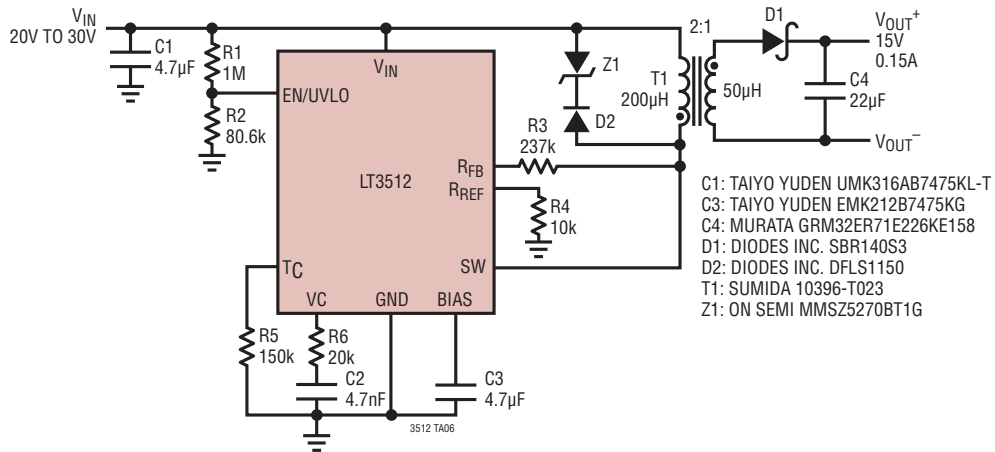 VIN
20V TO 30V
C1
4.7µF
R1
1M
R2
80.6k
VIN
EN/UVLO
LT3512
RFB
RREF
SW
TC
VC
GND
BIAS
R3
237k
R4
10k
Z1
D2
T1
200µH
2:1
50µH
D1
C4
22µF
VOUT+
15V
0.15A
VOUT–
R5
150k
R6
20k
C2
4.7nF
C3
4.7µF
3512 TA06
C1: TAIYO YUDEN UMK316AB7475KL-T
C3: TAIYO YUDEN EMK212B7475KG
C4: MURATA GRM32ER71E226KE158
D1: DIODES INC. SBR140S3
D2: DIODES INC. DFLS1150
T1: SUMIDA 10396-T023
Z1: ON SEMI MMSZ5270BT1G